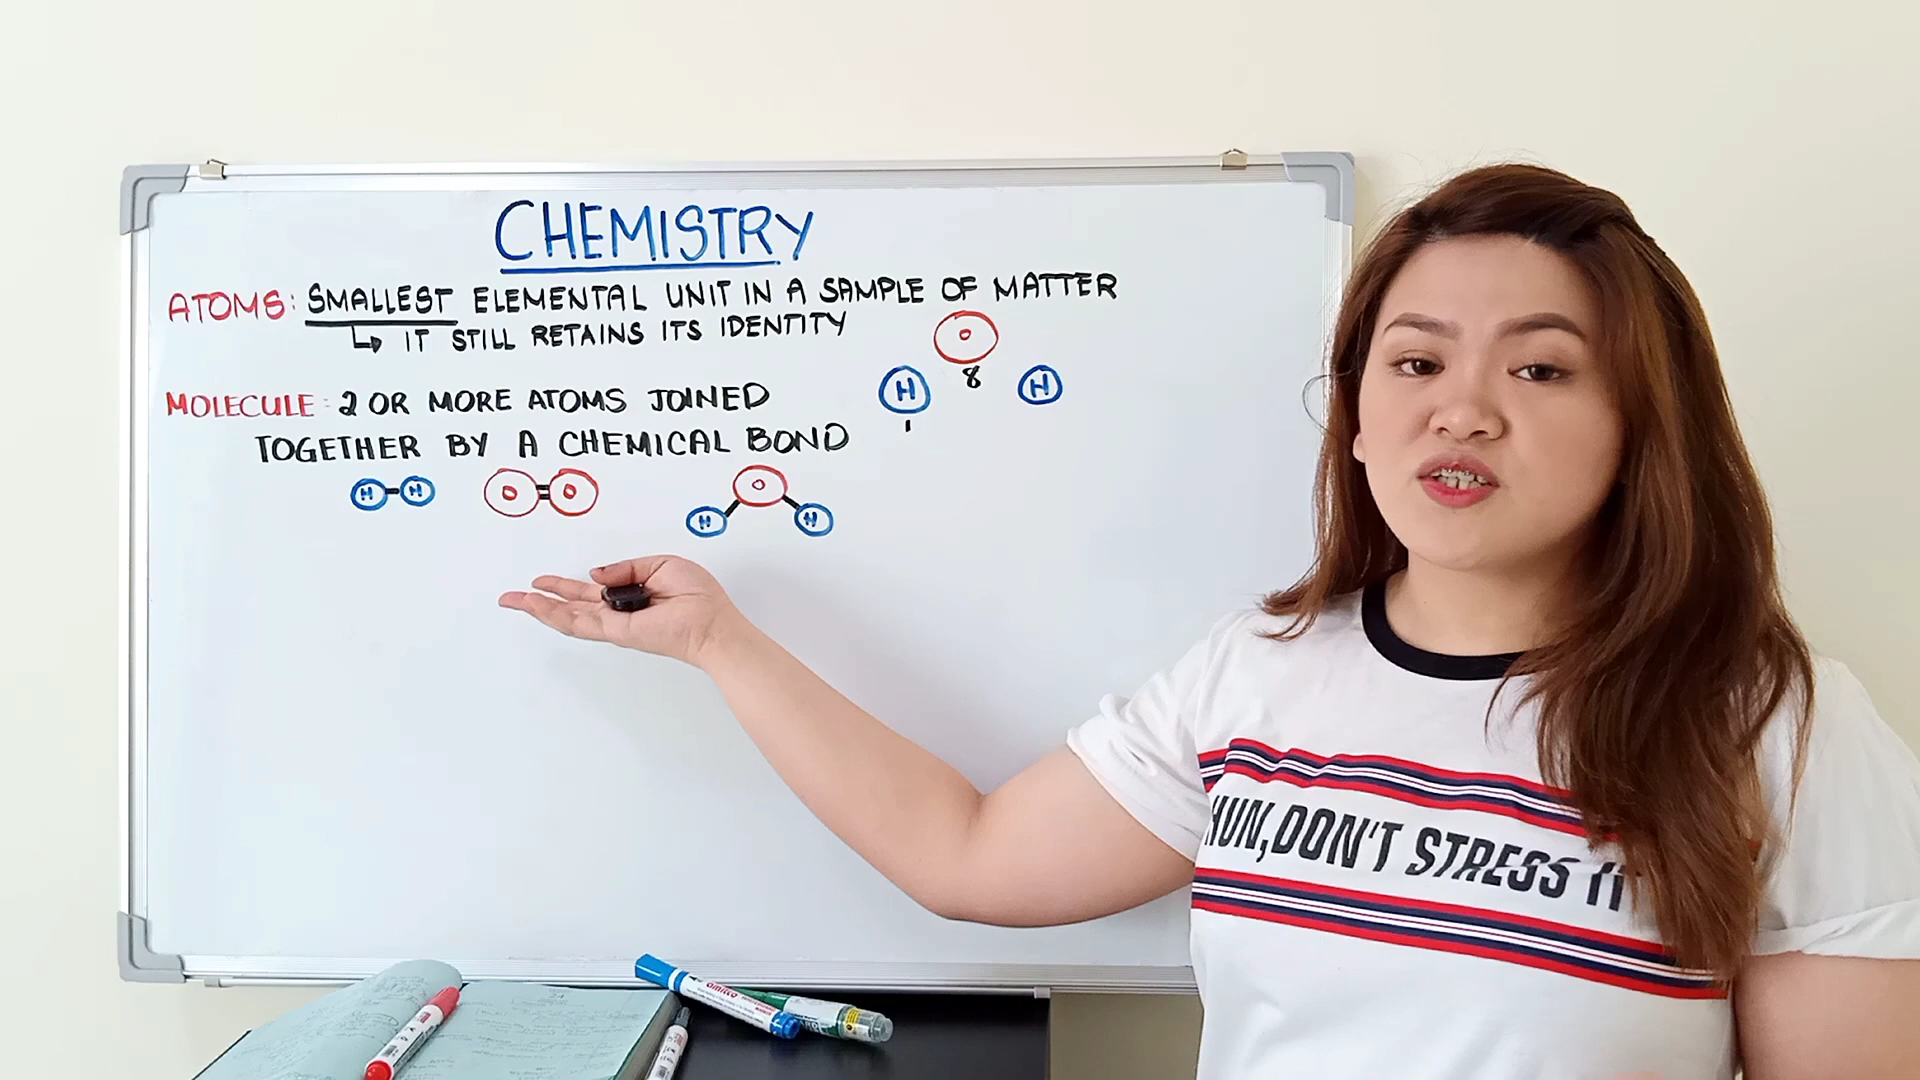 CHEMISTRY
ATOMS: SMALLEST ELEMENTAL UNIT IN A SAMPLE OF MATTER
IT STILL RETAINS ITS IDENTITY
O
8
H H
1
MOLECULE: 2 OR MORE ATOMS JOINED
TOGETHER BY A CHEMICAL BOND
H-H O=O O
H H
HUN, DON'T STRESS IT